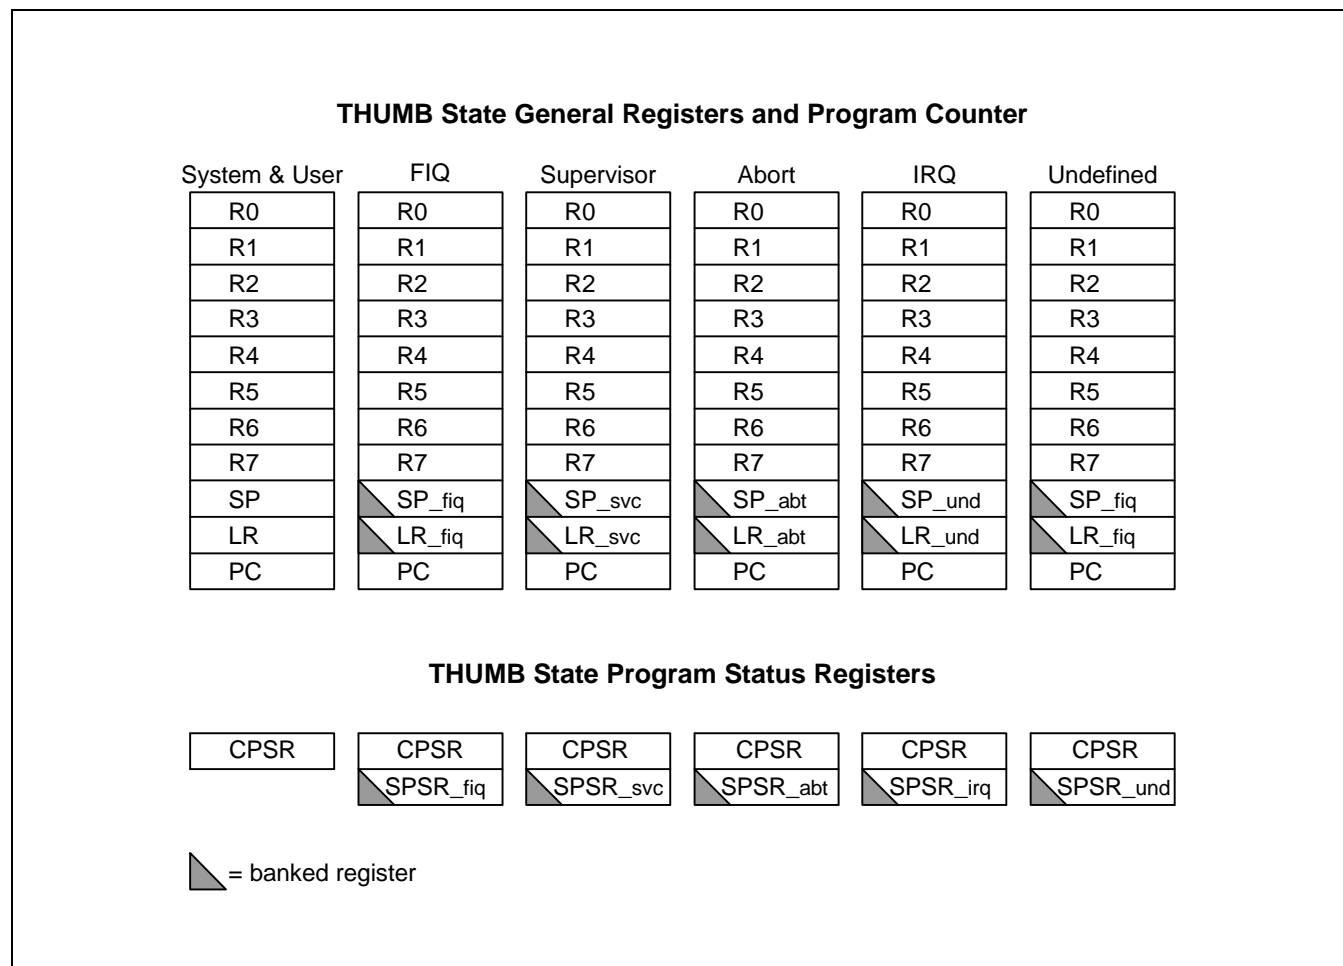 THUMB State General Registers and Program Counter
System & User FIQ Supervisor Abort IRQ Undefined
R0 R0 R0 R0 R0 R0
R1 R1 R1 R1 R1 R1
R2 R2 R2 R2 R2 R2
R3 R3 R3 R3 R3 R3
R4 R4 R4 R4 R4 R4
R5 R5 R5 R5 R5 R5
R6 R6 R6 R6 R6 R6
R7 R7 R7 R7 R7 R7
SP SP_fiq SP_svc SP_abt SP_und SP_fiq
LR LR_fiq LR_svc LR_abt LR_und LR_fiq
PC PC PC PC PC PC
THUMB State Program Status Registers
CPSR CPSR CPSR CPSR CPSR CPSR
SPSR_fiq SPSR_svc SPSR_abt SPSR_irq SPSR_und
= banked register